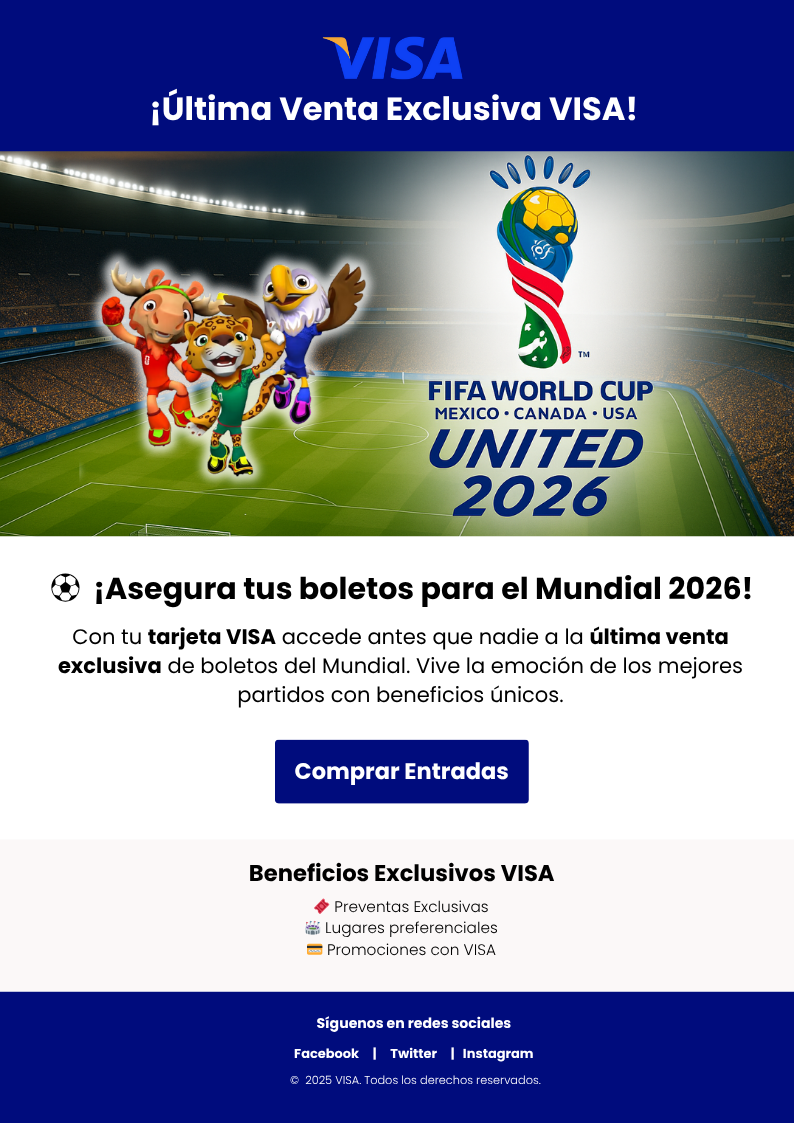 VISA
¡Última Venta Exclusiva VISA!
TM
FIFA WORLD CUP
MEXICO • CANADA • USA
UNITED
2026
⚽ ¡Asegura tus boletos para el Mundial 2026!
Con tu tarjeta VISA accede antes que nadie a la última venta
exclusiva de boletos del Mundial. Vive la emoción de los mejores
partidos con beneficios únicos.
Comprar Entradas
Beneficios Exclusivos VISA
Preventas Exclusivas
Lugares preferenciales
Promociones con VISA
Síguenos en redes sociales
Facebook | Twitter | Instagram
© 2025 VISA. Todos los derechos reservados.